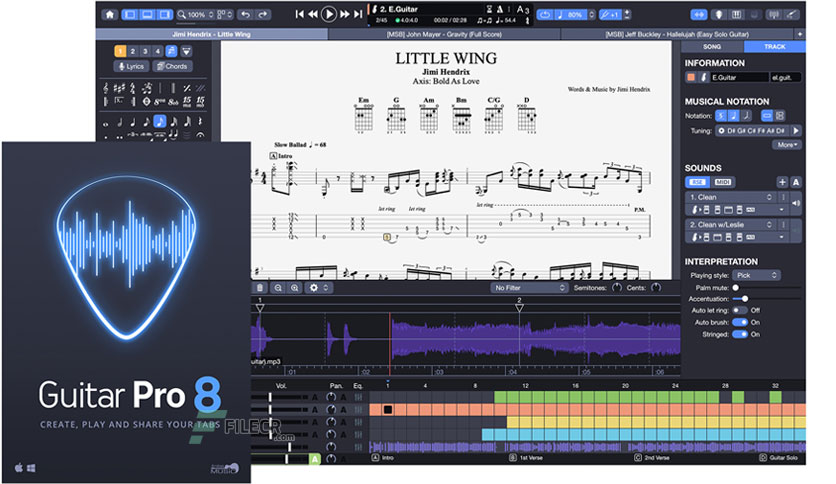 100%
2. E.Guitar
2/45
4.0:4.0
00:02 / 02:28
= 54.4
80%
+1
Jimi Hendrix - Little Wing
[MSB] John Mayer - Gravity (Full Score)
[MSB] Jeff Buckley - Hallelujah (Easy Solo Guitar)
+
SONG
TRACK
1 2 3 4
Lyrics
Chords
LITTLE WING
Jimi Hendrix
Axis: Bold As Love
Words & Music by Jimi Hendrix
Em G Am Bm C/G D
Slow Ballad ♩ = 68
A Intro
let ring
let ring
let ring
P.M.
INFORMATION
E.Guitar
el.guit.
MUSICAL NOTATION
Notation:
Tuning:
D# G# C# F# A# D#
More
SOUNDS
RSE
MIDI
+
A
1. Clean
2. Clean w/Leslie
INTERPRETATION
Playing style:
Pick
Palm mute:
Accentuation:
Auto let ring:
Off
Auto brush:
On
Stringed:
On
No Filter
Semitones:
Cents:
1
2
guitar).mp3
:01
:02
:03
:04
:05
:06
Vol.
Pan.
Eq.
1 4 8 12 16 20 24 28 32
A Intro
B 1st Verse
C 2nd Verse
D Guitar Solo
Guitar Pro 8
CREATE, PLAY AND SHARE YOUR TABS
FILECR
.com
MUSIC